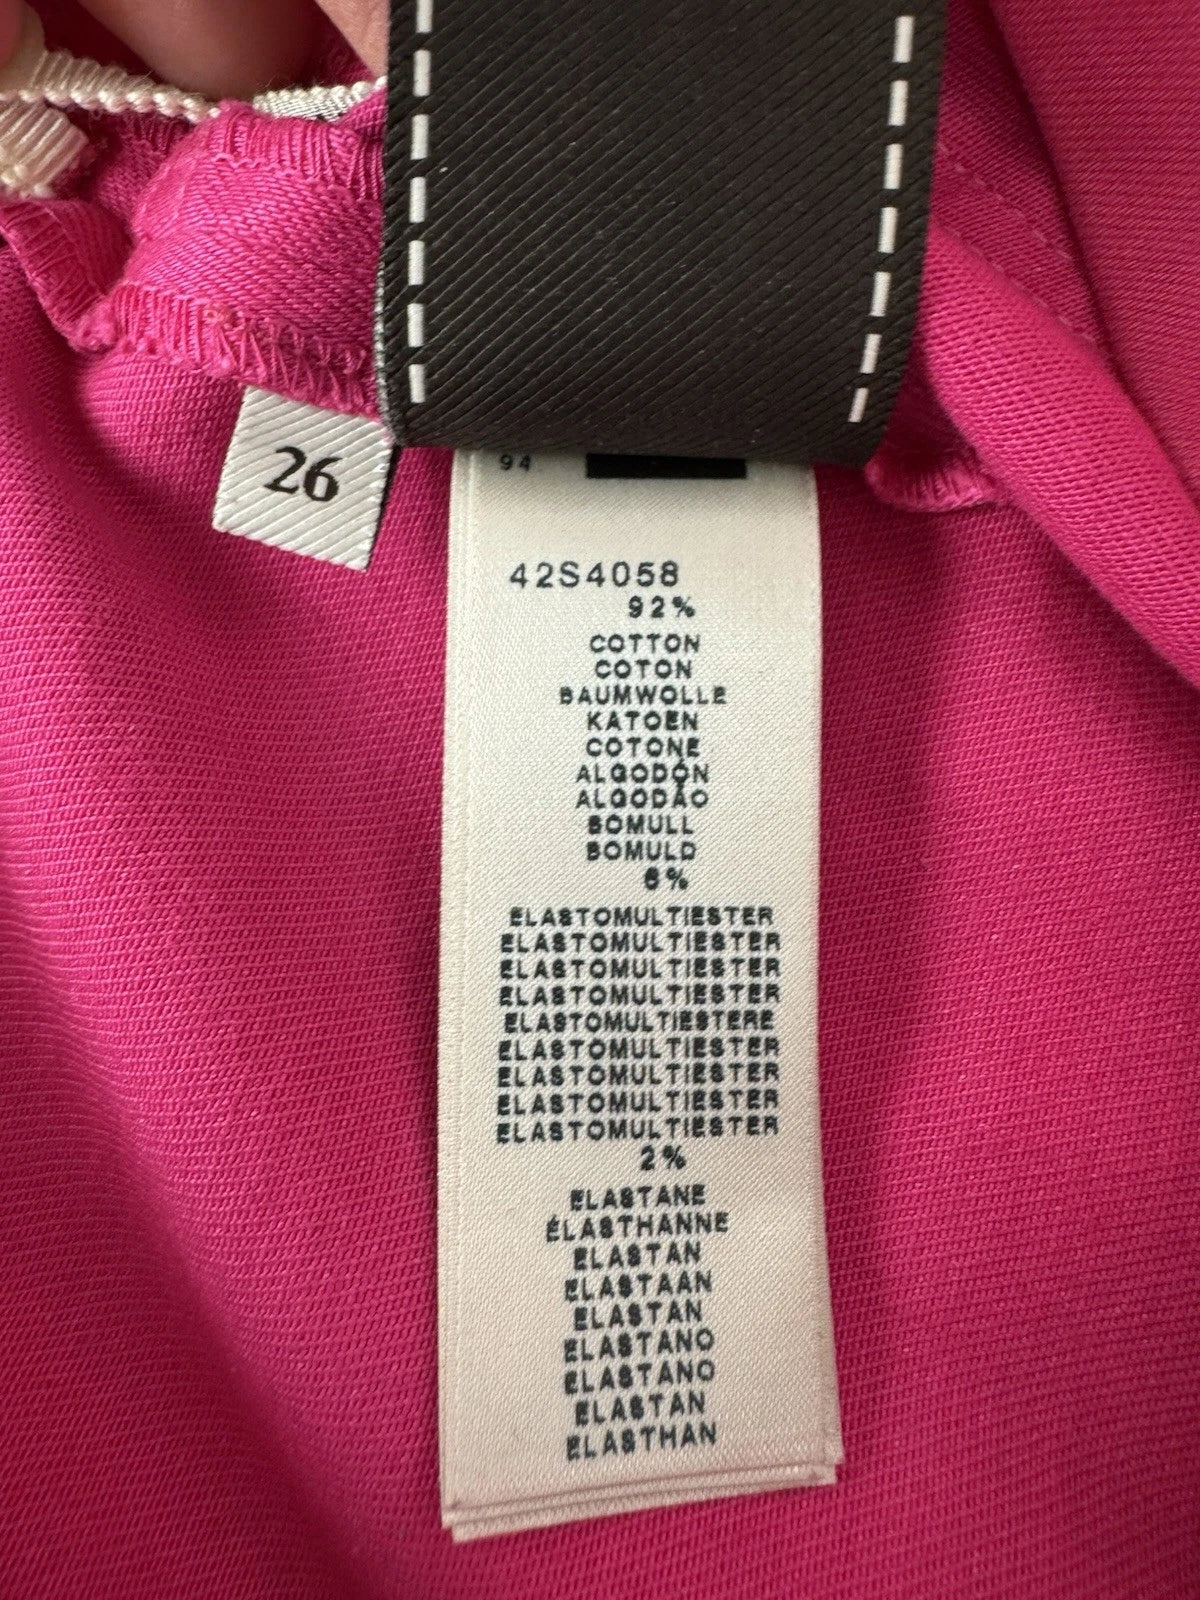 26
94
42S4058
92%
COTTON
COTON
BAUMWOLLE
KATOEN
COTONE
ALGODÓN
ALGODÃO
BOMULL
BOMULD
6%
ELASTOMULTIESTER
ELASTOMULTIESTER
ELASTOMULTIESTER
ELASTOMULTIESTER
ELASTOMULTIESTERE
ELASTOMULTIESTER
ELASTOMULTIESTER
ELASTOMULTIESTER
ELASTOMULTIESTER
2%
ELASTANE
ÉLASTHANNE
ELASTAN
ELASTAAN
ELASTAN
ELASTANO
ELASTANO
ELASTAN
ELASTHAN